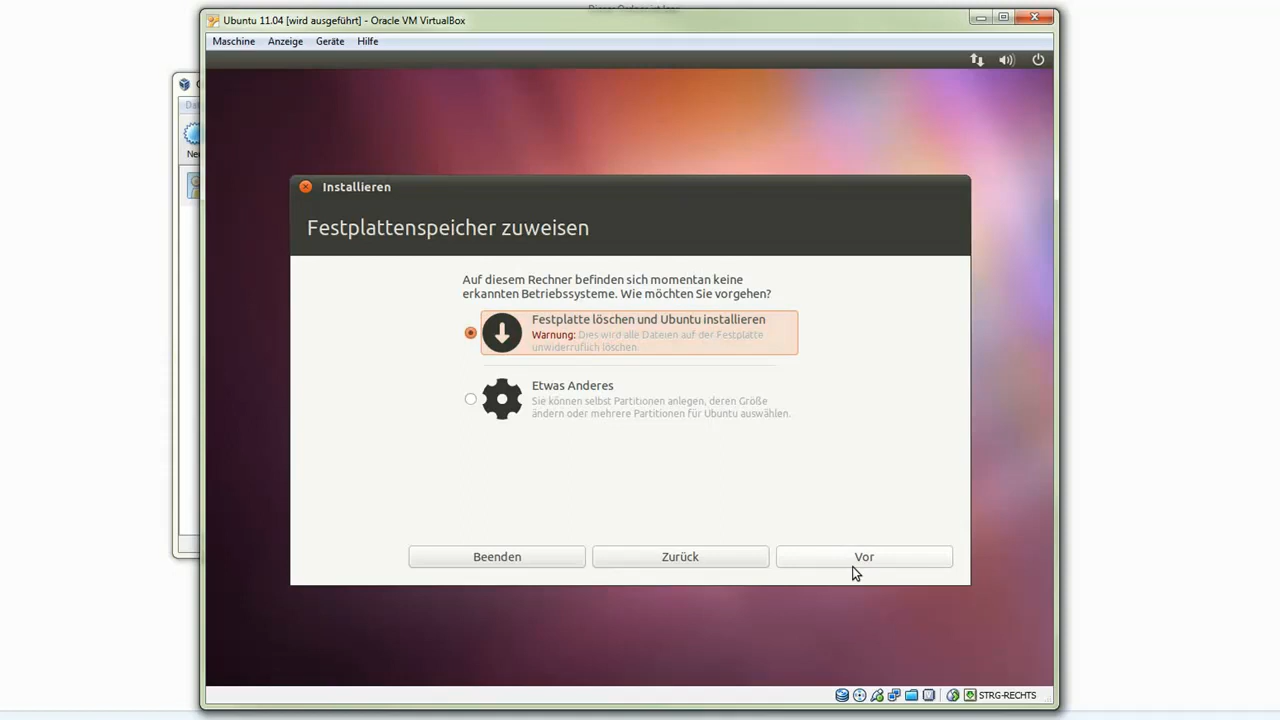 Ubuntu 11.04 [wird ausgeführt] - Oracle VM VirtualBox
Maschine Anzeige Geräte Hilfe
Installieren
Festplattenspeicher zuweisen
Auf diesem Rechner befinden sich momentan keine
erkannten Betriebssysteme. Wie möchten Sie vorgehen?
Festplatte löschen und Ubuntu installieren
Warnung: Dies wird alle Dateien auf der Festplatte
unwiderruflich löschen.
Etwas Anderes
Sie können selbst Partitionen anlegen, deren Größe
ändern oder mehrere Partitionen für Ubuntu auswählen.
Beenden Zurück Vor
STRG-RECHTS